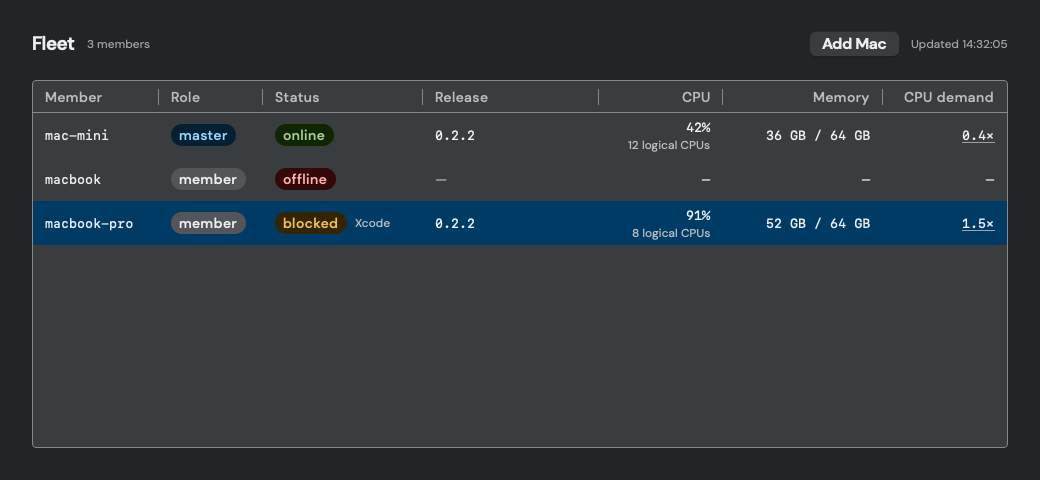 Fleet 3 members Add Mac Updated 14:32:05
Member Role Status Release CPU Memory CPU demand
mac-mini master online 0.2.2 42% 36 GB / 64 GB 0.4×
12 logical CPUs
macbook member offline — — — —
macbook-pro member blocked Xcode 0.2.2 91% 52 GB / 64 GB 1.5×
8 logical CPUs